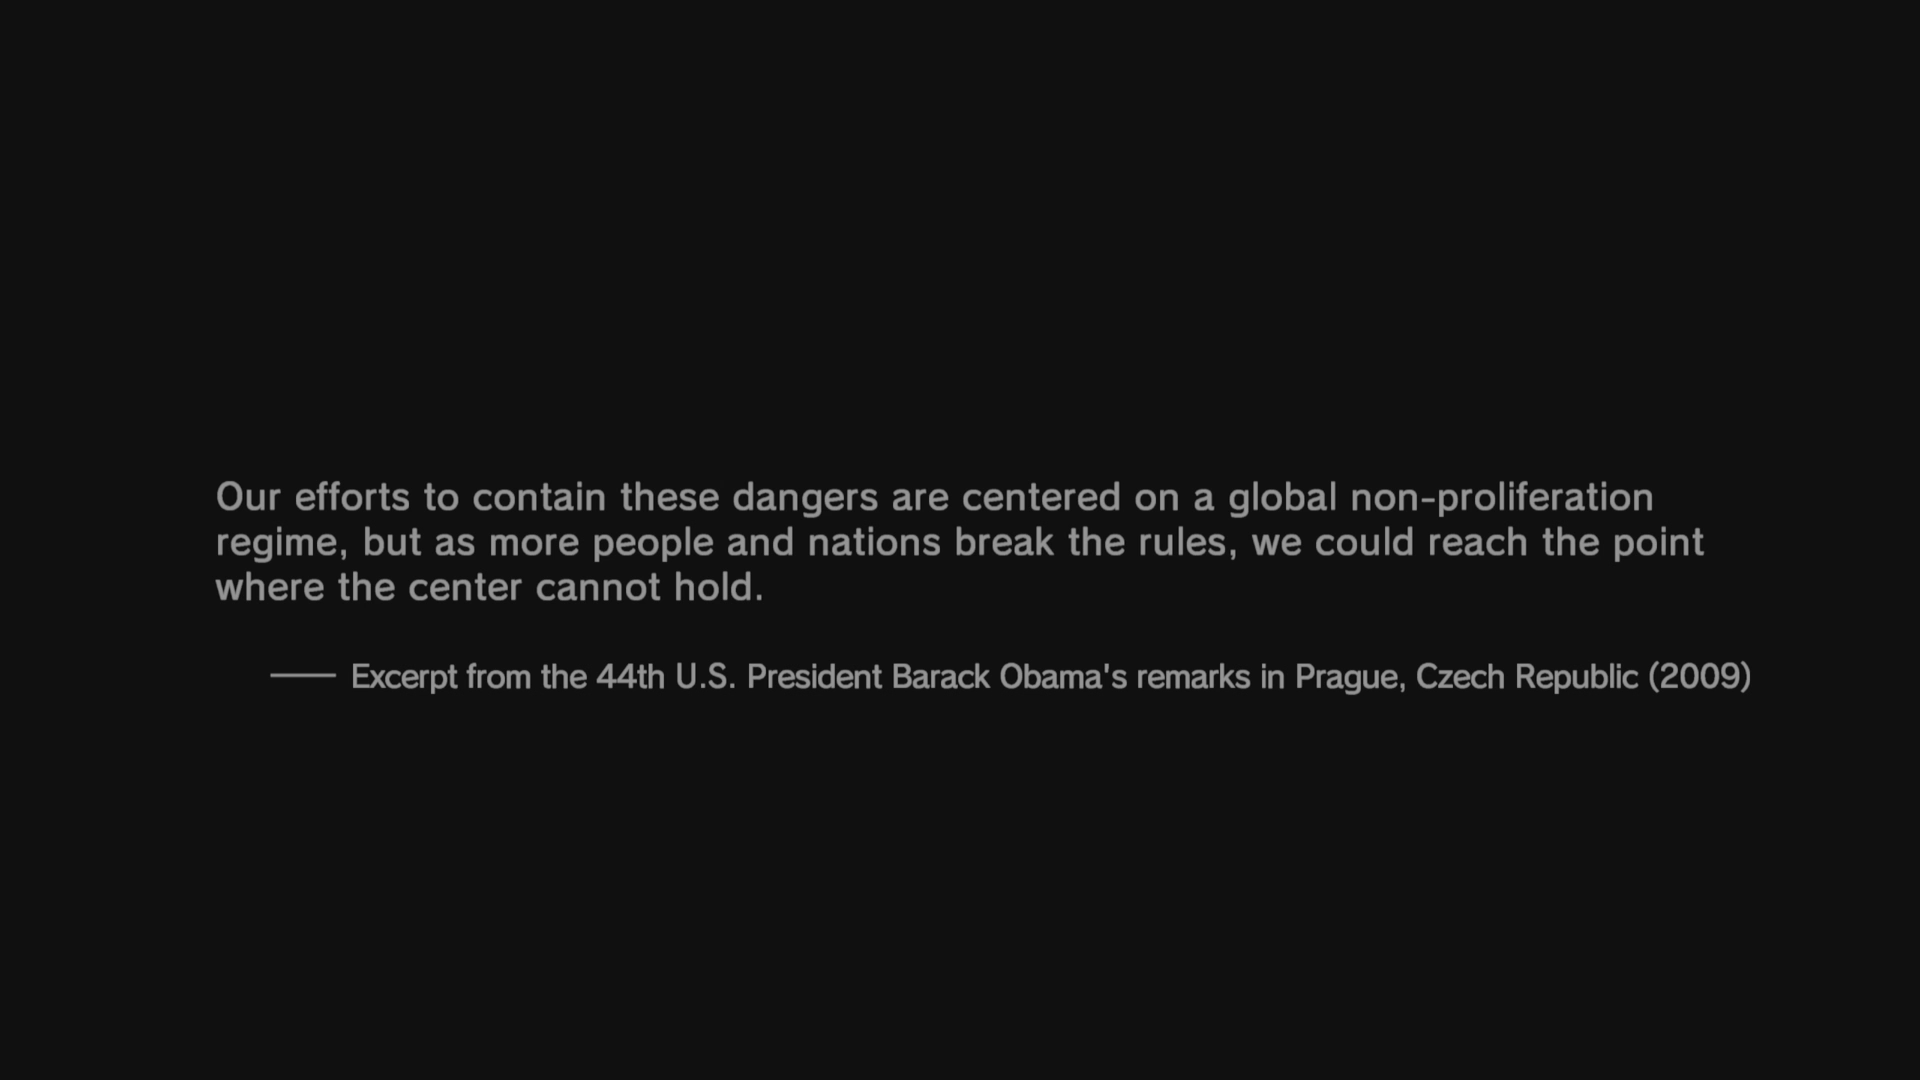 Our efforts to contain these dangers are centered on a global non-proliferation
regime, but as more people and nations break the rules, we could reach the point
where the center cannot hold.
—— Excerpt from the 44th U.S. President Barack Obama's remarks in Prague, Czech Republic (2009)